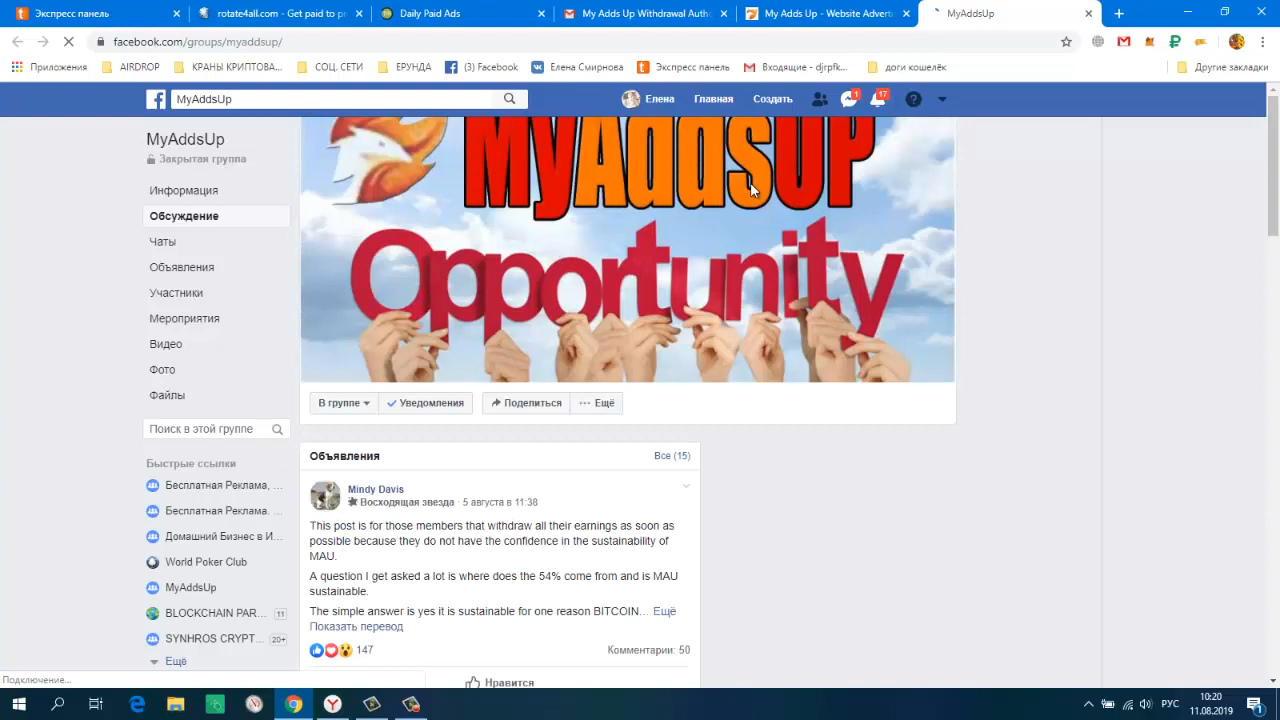 Экспресс панель
rotate4all.com - Get paid to pr
Daily Paid Ads
My Adds Up Withdrawal Autho
My Adds Up - Website Adverti
MyAddsUp
facebook.com/groups/myaddsup/
Приложения
AIRDROP
КРАНЫ КРИПТОВА...
СОЦ. СЕТИ
ЕРУНДА
(3) Facebook
Елена Смирнова
Экспресс панель
Входящие - djrpfk...
доги кошелёк
Другие закладки
MyAddsUp
Елена
Главная
Создать
1
17
MyAddsUp
Закрытая группа
Информация
Обсуждение
Чаты
Объявления
Участники
Мероприятия
Видео
Фото
Файлы
Поиск в этой группе
Быстрые ссылки
Бесплатная Реклама, ...
Бесплатная Реклама. ...
Домашний Бизнес в И...
World Poker Club
MyAddsUp
BLOCKCHAIN PAR... 11
SYNHROS CRYPT... 20+
Ещё
MyAddsUP
Opportunity
В группе
Уведомления
Поделиться
Ещё
Объявления
Все (15)
Mindy Davis
Восходящая звезда · 5 августа в 11:38
This post is for those members that withdraw all their earnings as soon as
possible because they do not have the confidence in the sustainability of
MAU.
A question I get asked a lot is where does the 54% come from and is MAU
sustainable.
The simple answer is yes it is sustainable for one reason BITCOIN... Ещё
Показать перевод
147
Комментарии: 50
Нравится
Подключение...
РУС
10:20
11.08.2019
1